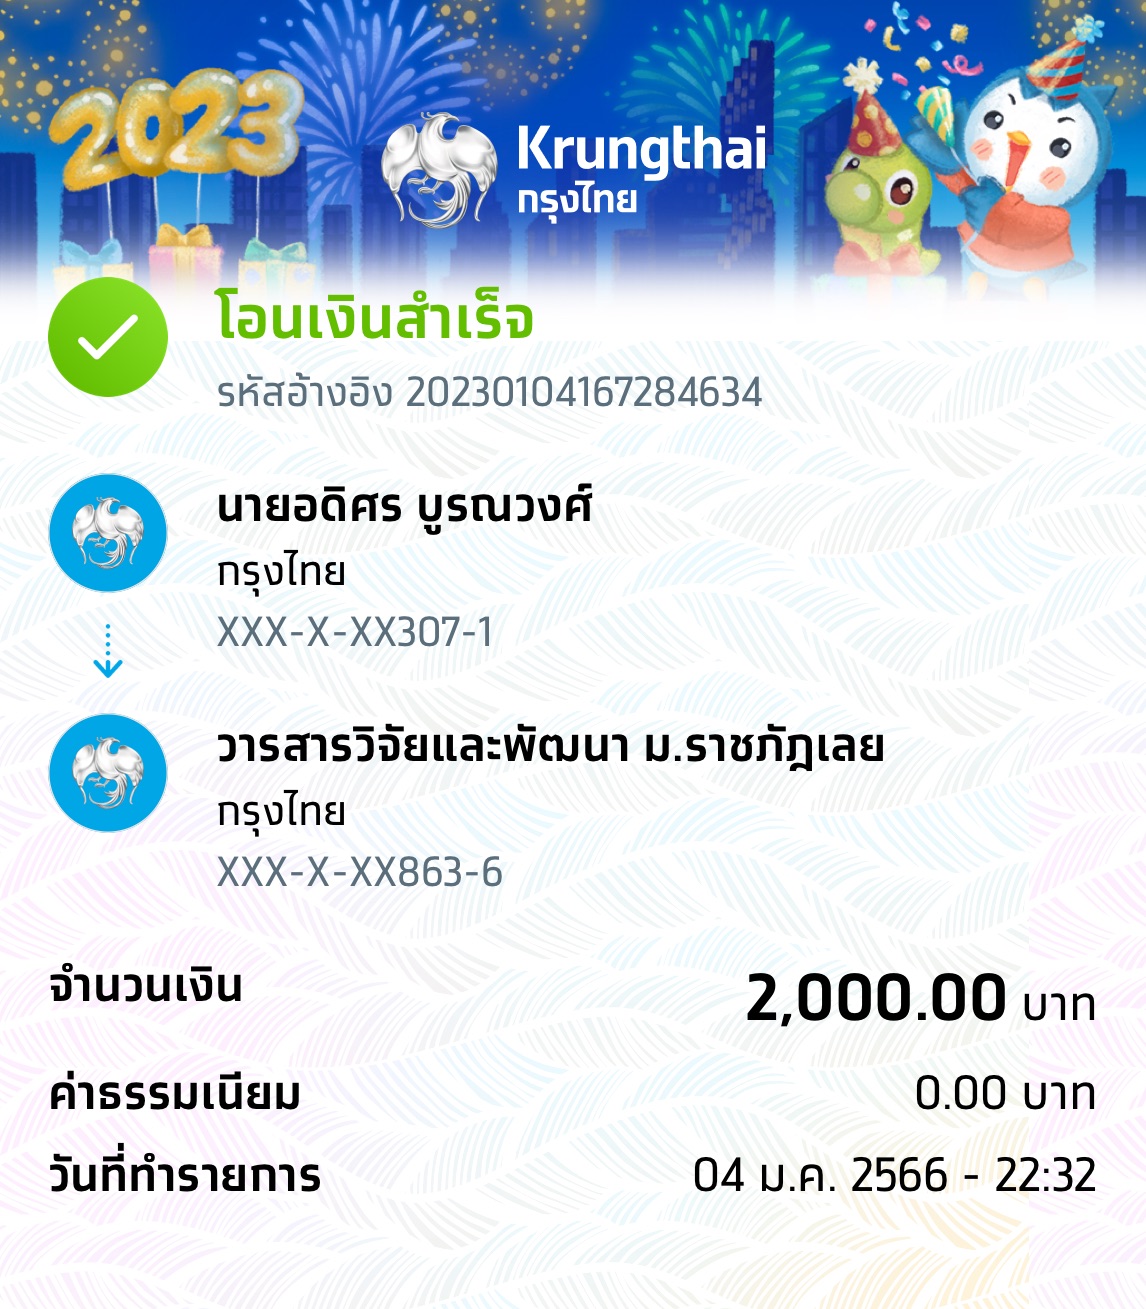 2023
Krungthai
กรุงไทย
โอนเงินสำเร็จ
รหัสอ้างอิง 20230104167284634
นายอดิศร บูรณวงศ์
กรุงไทย
XXX-X-XX307-1
วารสารวิจัยและพัฒนา ม.ราชภัฎเลย
กรุงไทย
XXX-X-XX863-6
จำนวนเงิน 2,000.00 บาท
ค่าธรรมเนียม 0.00 บาท
วันที่ทำรายการ 04 ม.ค. 2566 - 22:32